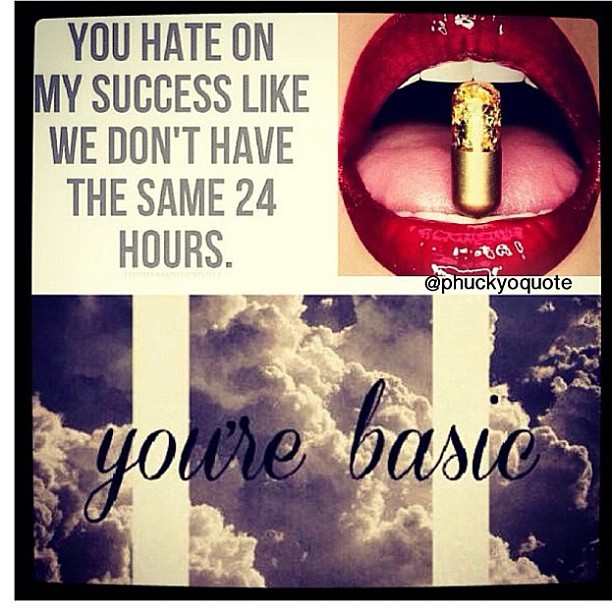 YOU HATE ON
MY SUCCESS LIKE
WE DON'T HAVE
THE SAME 24
HOURS.
@phuckyoquote
you're basic